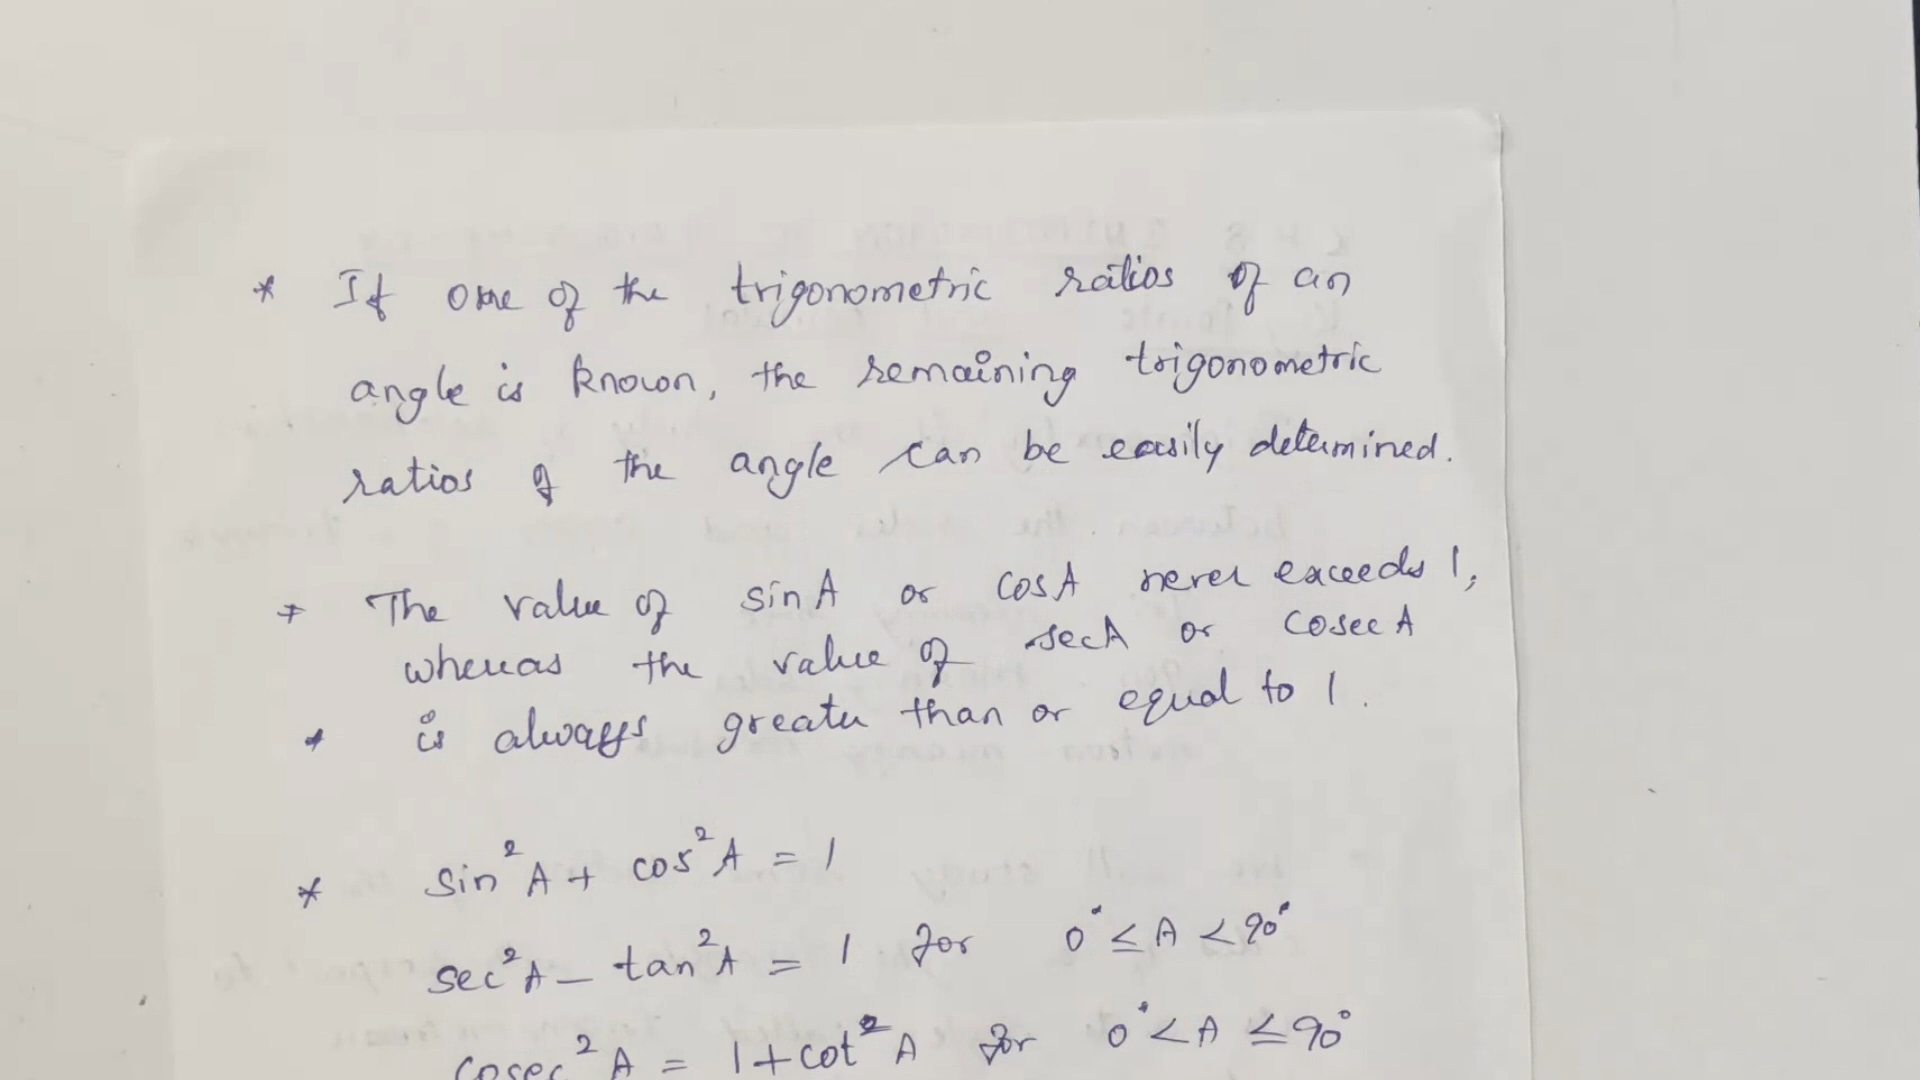 * If one of the trigonometric ratios of an
angle is known, the remaining trigonometric
ratios of the angle can be easily determined.
* The value of sin A or cos A never exceeds 1,
whereas the value of sec A or cosec A
* is always greater than or equal to 1.
* sin²A + cos²A = 1
sec²A – tan²A = 1 for 0° ≤ A < 90°
cosec²A = 1 + cot²A for 0° < A ≤ 90°